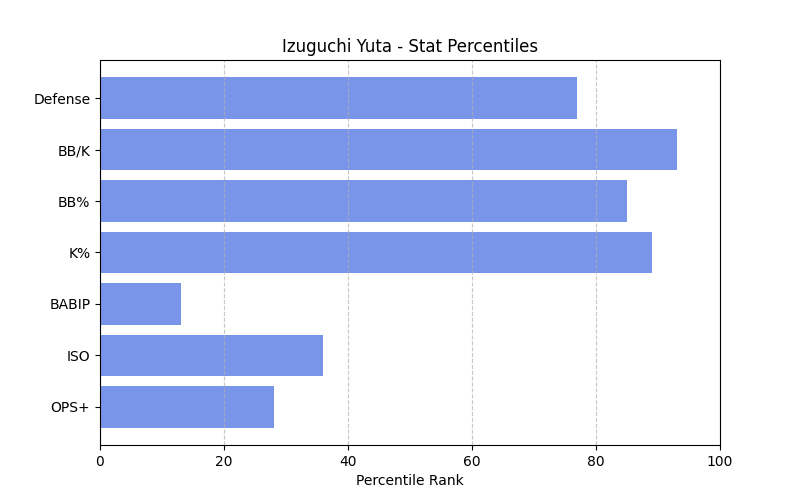 Izuguchi Yuta - Stat Percentiles
Defense
BB/K
BB%
K%
BABIP
ISO
OPS+
0 20 40 60 80 100
Percentile Rank